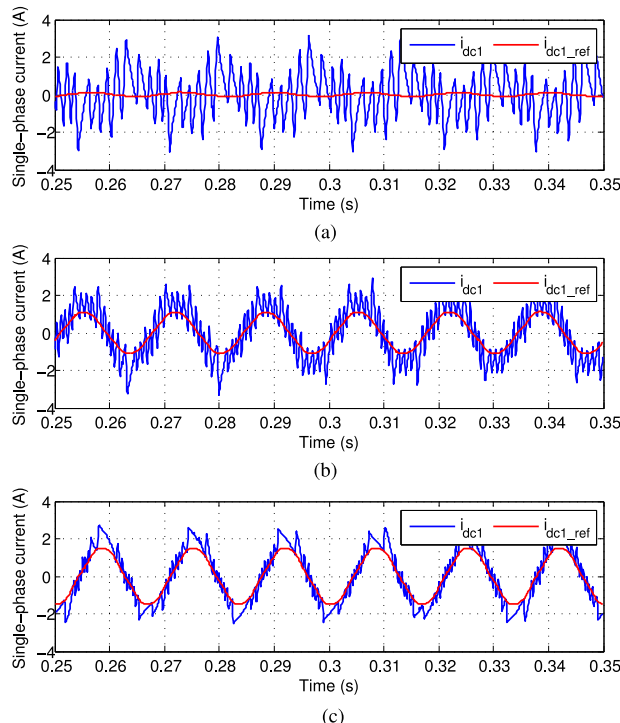 Single−phase current (A)
4
2
0
−2
−4
i_dc1
i_dc1_ref
0.25 0.26 0.27 0.28 0.29 0.3 0.31 0.32 0.33 0.34 0.35
Time (s)
(a)
Single−phase current (A)
4
2
0
−2
−4
i_dc1
i_dc1_ref
0.25 0.26 0.27 0.28 0.29 0.3 0.31 0.32 0.33 0.34 0.35
Time (s)
(b)
Single−phase current (A)
4
2
0
−2
−4
i_dc1
i_dc1_ref
0.25 0.26 0.27 0.28 0.29 0.3 0.31 0.32 0.33 0.34 0.35
Time (s)
(c)